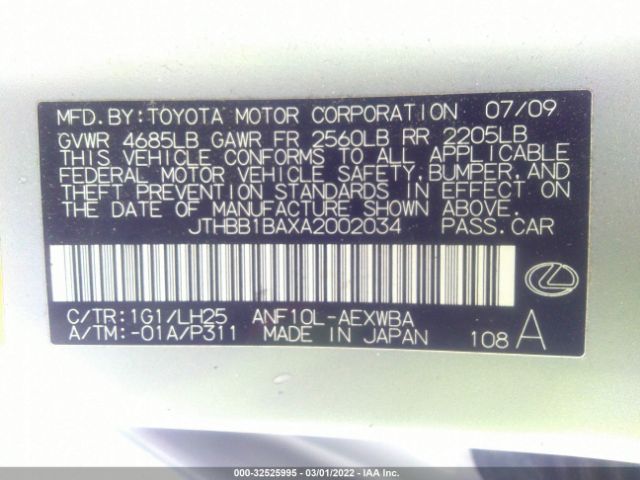 MFD. BY: TOYOTA MOTOR CORPORATION 07/09
GVWR 4685LB GAWR FR 2560LB RR 2205LB
THIS VEHICLE CONFORMS TO ALL APPLICABLE
FEDERAL MOTOR VEHICLE SAFETY, BUMPER, AND
THEFT PREVENTION STANDARDS IN EFFECT ON
THE DATE OF MANUFACTURE SHOWN ABOVE.
JTHBB1BAXA2002034 PASS. CAR
C/TR: 1G1/LH25 ANF10L-AEXWBA
A/TM: -01A/P311 MADE IN JAPAN 108 A
000-32525995 - 03/01/2022 - IAA Inc.